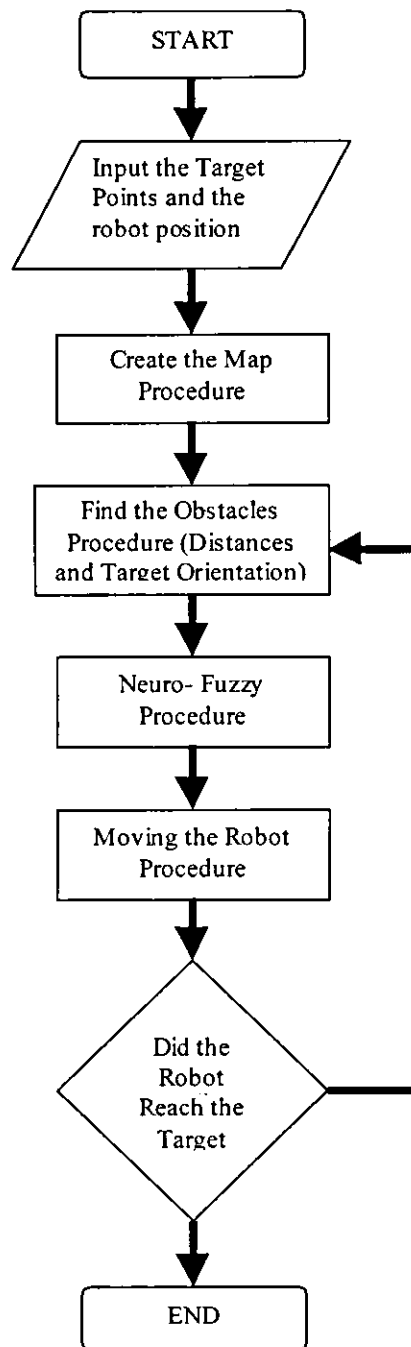 START
Input the Target
Points and the
robot position
Create the Map
Procedure
Find the Obstacles
Procedure (Distances
and Target Orientation)
Neuro- Fuzzy
Procedure
Moving the Robot
Procedure
Did the
Robot
Reach the
Target
END